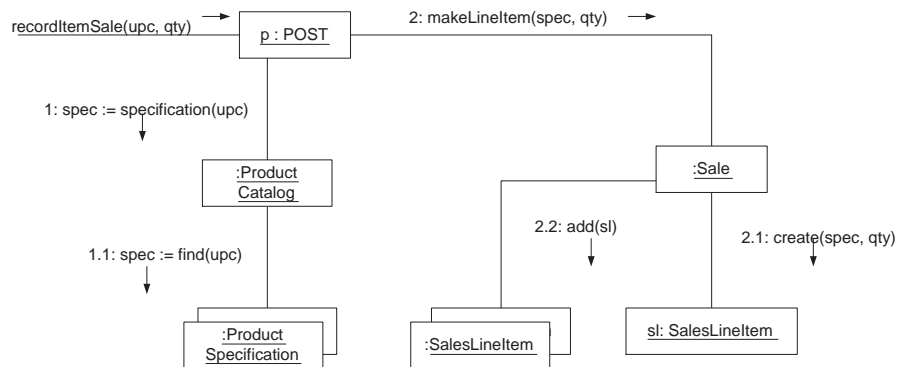 recordItemSale(upc, qty)
2: makeLineItem(spec, qty)
p : POST
1: spec := specification(upc)
:Product
Catalog
:Sale
1.1: spec := find(upc)
2.2: add(sl)
2.1: create(spec, qty)
:Product
Specification
:SalesLineItem
sl: SalesLineItem